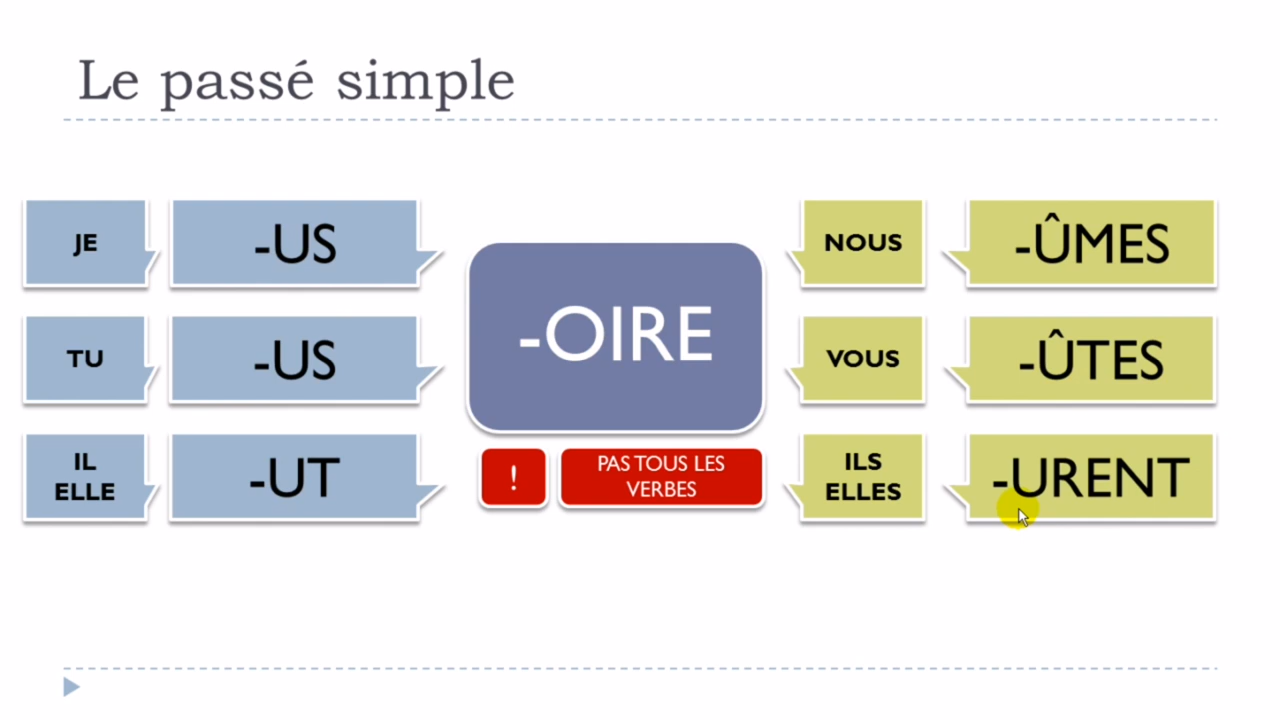 Le passé simple
JE
-US
TU
-US
IL
ELLE
-UT
-OIRE
!
PAS TOUS LES
VERBES
NOUS
-ÛMES
VOUS
-ÛTES
ILS
ELLES
-URENT